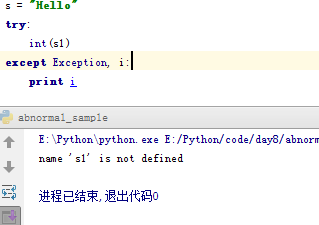 s = "Hello"
try:
int(s1)
except Exception, i:
print i
abnormal_sample
E:\Python\python.exe E:/Python/code/day8/abnorm
name 's1' is not defined
进程已结束,退出代码0